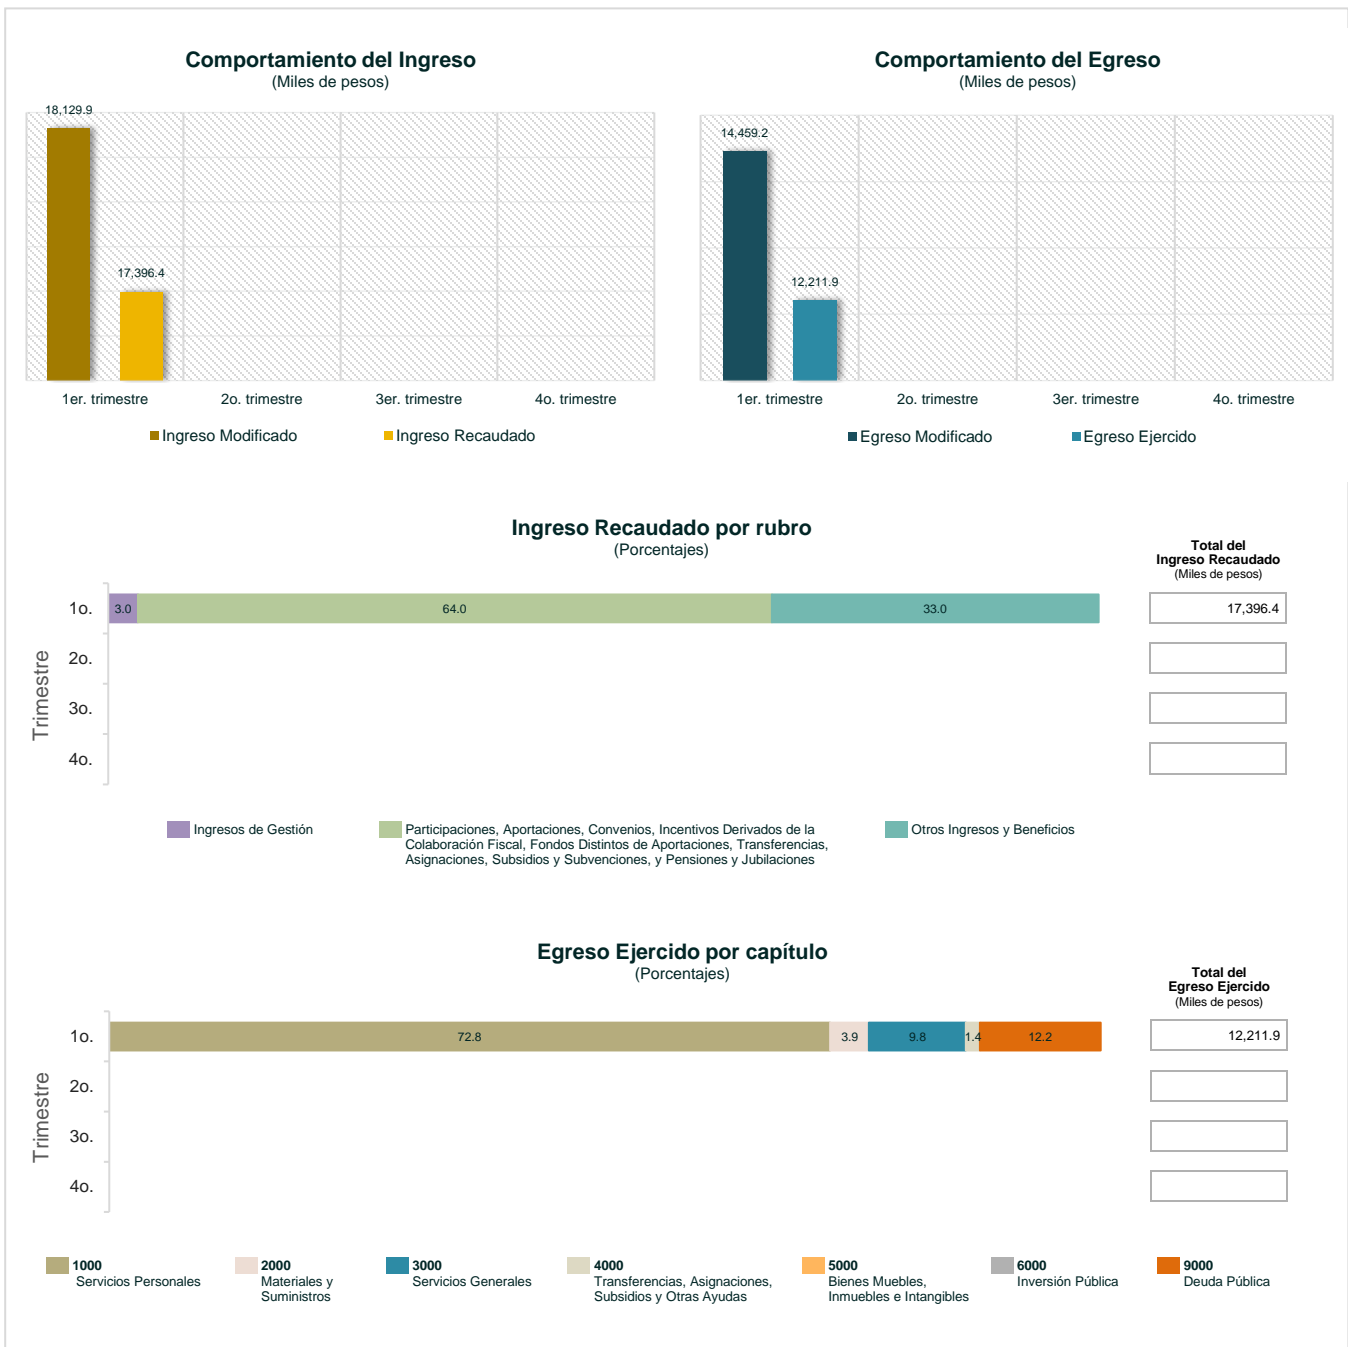 Comportamiento del Ingreso
(Miles de pesos)
18,129.9
17,396.4
1er. trimestre
2o. trimestre
3er. trimestre
4o. trimestre
Ingreso Modificado
Ingreso Recaudado
Comportamiento del Egreso
(Miles de pesos)
14,459.2
12,211.9
1er. trimestre
2o. trimestre
3er. trimestre
4o. trimestre
Egreso Modificado
Egreso Ejercido
Ingreso Recaudado por rubro
(Porcentajes)
Total del
Ingreso Recaudado
(Miles de pesos)
Trimestre
1o.
3.0
64.0
33.0
17,396.4
2o.
3o.
4o.
Ingresos de Gestión
Participaciones, Aportaciones, Convenios, Incentivos Derivados de la
Colaboración Fiscal, Fondos Distintos de Aportaciones, Transferencias,
Asignaciones, Subsidios y Subvenciones, y Pensiones y Jubilaciones
Otros Ingresos y Beneficios
Egreso Ejercido por capítulo
(Porcentajes)
Total del
Egreso Ejercido
(Miles de pesos)
Trimestre
1o.
72.8
3.9
9.8
1.4
12.2
12,211.9
2o.
3o.
4o.
1000
Servicios Personales
2000
Materiales y
Suministros
3000
Servicios Generales
4000
Transferencias, Asignaciones,
Subsidios y Otras Ayudas
5000
Bienes Muebles,
Inmuebles e Intangibles
6000
Inversión Pública
9000
Deuda Pública